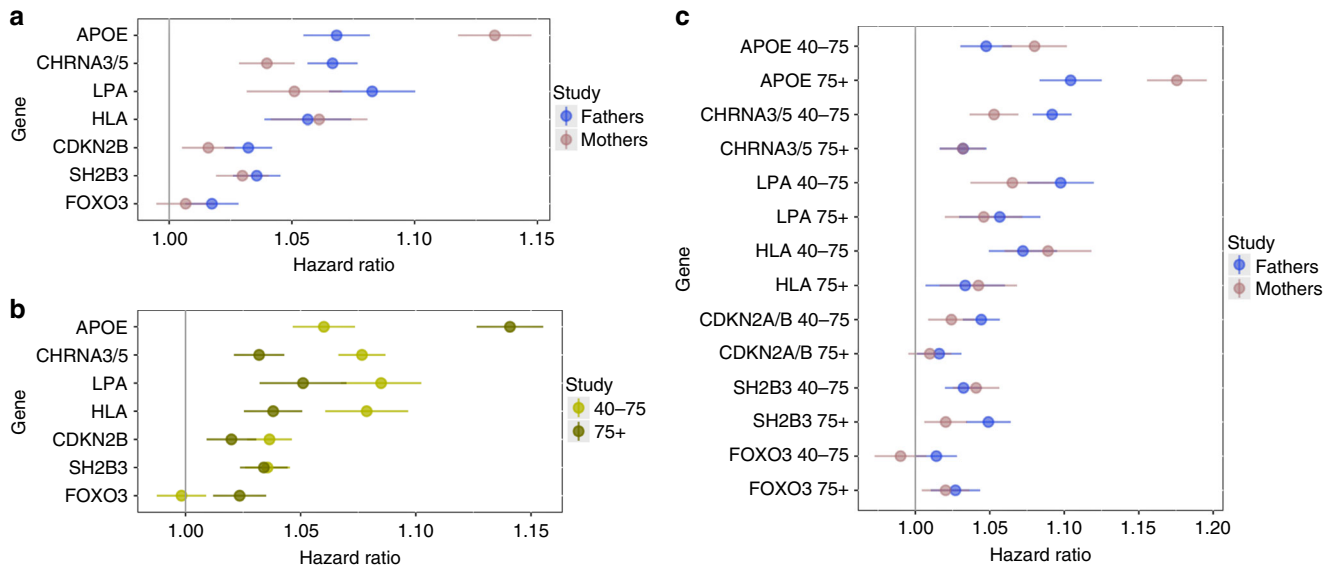 a
Gene
APOE
CHRNA3/5
LPA
HLA
CDKN2B
SH2B3
FOXO3
1.00 1.05 1.10 1.15
Hazard ratio
Study
Fathers
Mothers
b
Gene
APOE
CHRNA3/5
LPA
HLA
CDKN2B
SH2B3
FOXO3
1.00 1.05 1.10 1.15
Hazard ratio
Study
40–75
75+
c
Gene
APOE 40–75
APOE 75+
CHRNA3/5 40–75
CHRNA3/5 75+
LPA 40–75
LPA 75+
HLA 40–75
HLA 75+
CDKN2A/B 40–75
CDKN2A/B 75+
SH2B3 40–75
SH2B3 75+
FOXO3 40–75
FOXO3 75+
1.00 1.05 1.10 1.15 1.20
Hazard ratio
Study
Fathers
Mothers